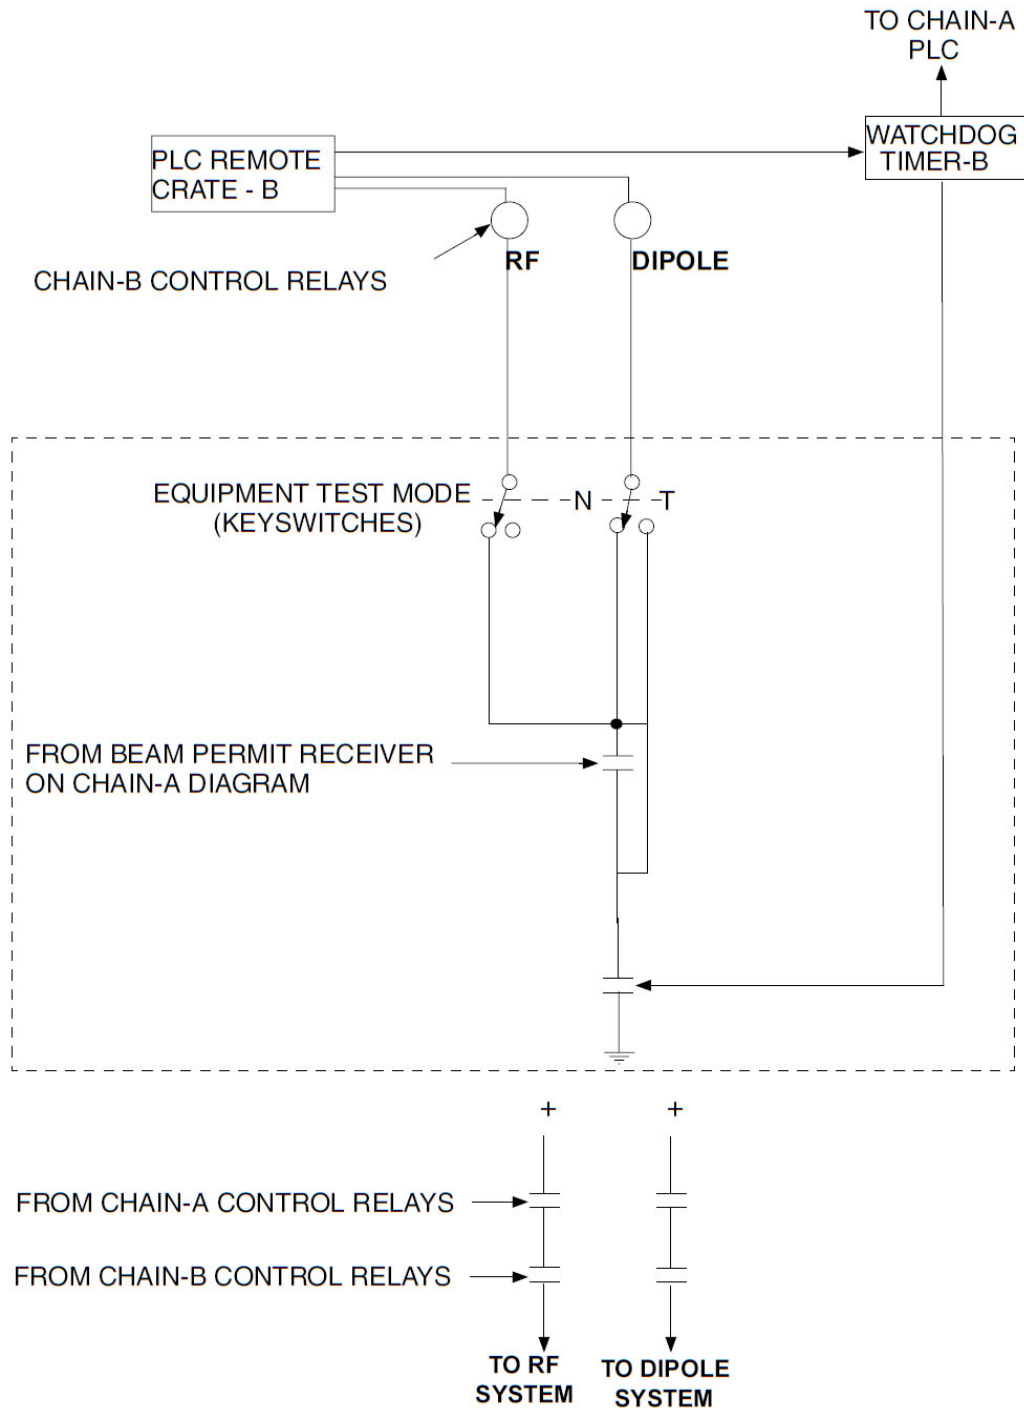 TO CHAIN-A
PLC
WATCHDOG
TIMER-B
PLC REMOTE
CRATE - B
RF
DIPOLE
CHAIN-B CONTROL RELAYS
EQUIPMENT TEST MODE
(KEYSWITCHES)
N
T
FROM BEAM PERMIT RECEIVER
ON CHAIN-A DIAGRAM
+
+
FROM CHAIN-A CONTROL RELAYS
FROM CHAIN-B CONTROL RELAYS
TO RF
SYSTEM
TO DIPOLE
SYSTEM